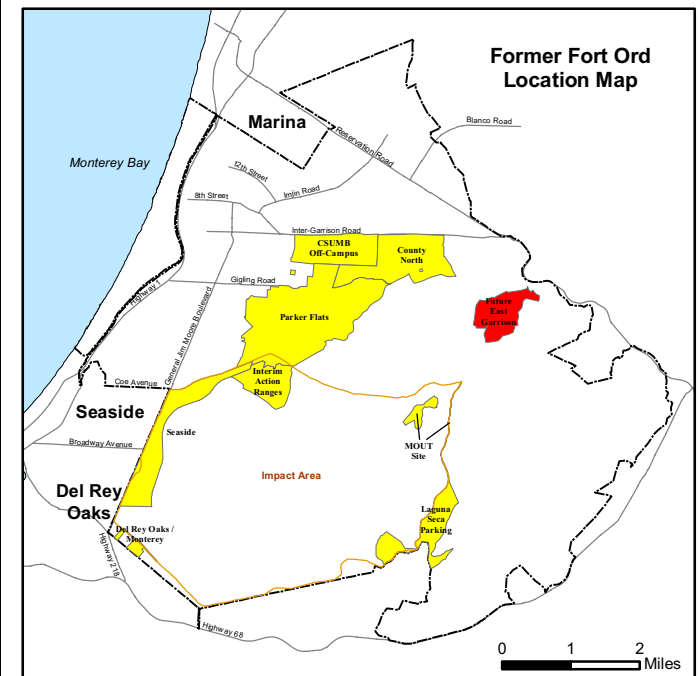 Former Fort Ord
Location Map
Marina
Blanco Road
Reservation Road
Monterey Bay
12th Street
Imjin Road
8th Street
Inter-Garrison Road
CSUMB
Off-Campus
County
North
Gigling Road
Highway 1
General Jim Moore Boulevard
Future
East
Garrison
Parker Flats
Interim
Action
Ranges
Coe Avenue
Seaside
Seaside
Broadway Avenue
MOUT
Site
Impact Area
Del Rey
Oaks
Laguna
Seca
Parking
Del Rey Oaks /
Monterey
Highway 218
Highway 68
0 1 2
Miles